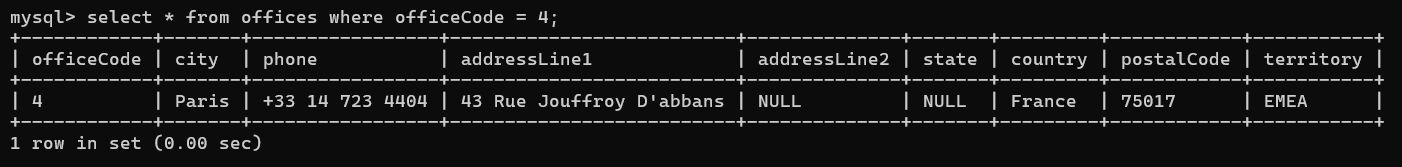 mysql> select * from offices where officeCode = 4;
+------------+-------+----------------+--------------------------+--------------+-------+---------+------------+-----------+
| officeCode | city  | phone          | addressLine1             | addressLine2 | state | country | postalCode | territory |
+------------+-------+----------------+--------------------------+--------------+-------+---------+------------+-----------+
| 4          | Paris | +33 14 723 4404 | 43 Rue Jouffroy D'abbans | NULL         | NULL  | France  | 75017      | EMEA      |
+------------+-------+----------------+--------------------------+--------------+-------+---------+------------+-----------+
1 row in set (0.00 sec)